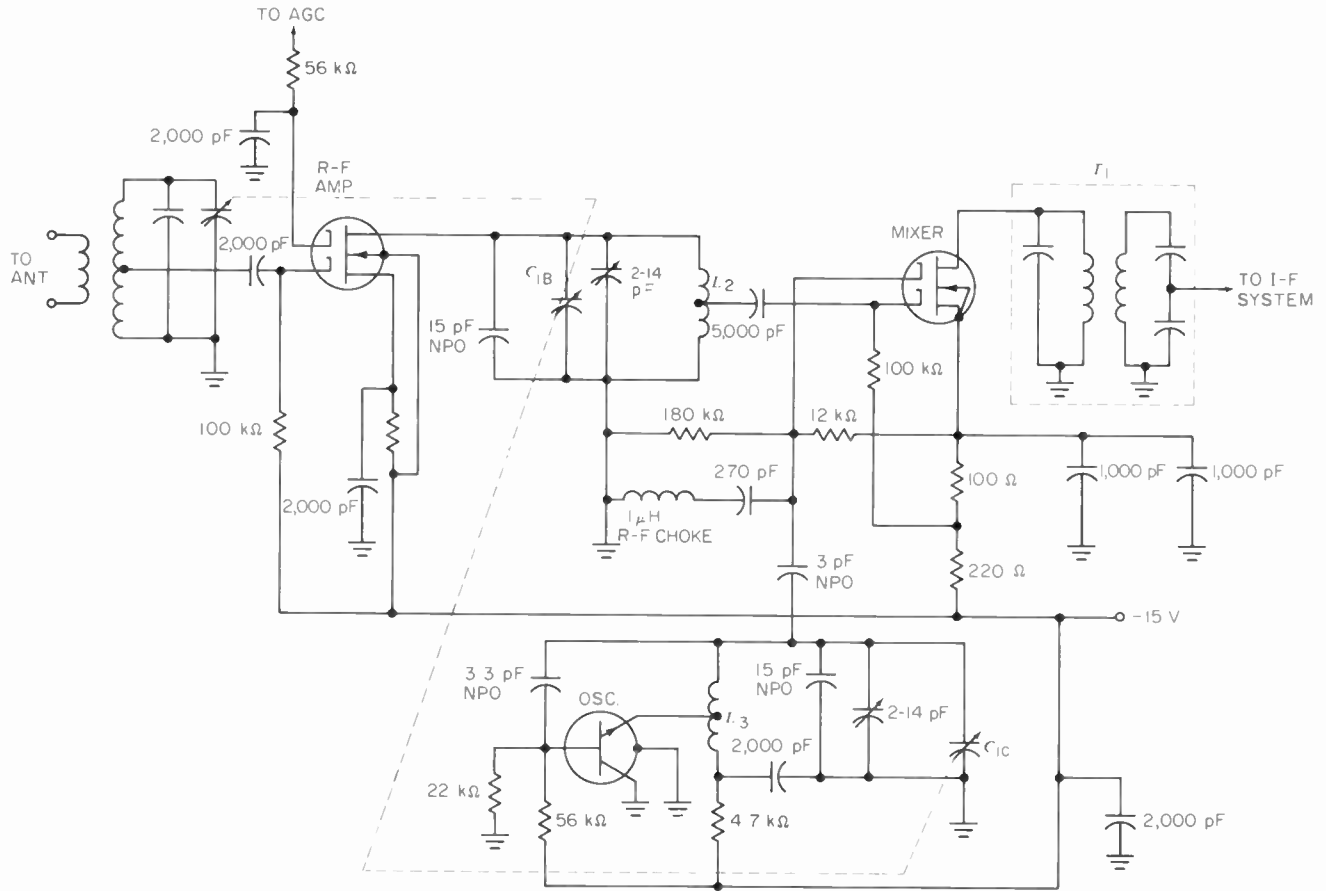 TO AGC
56 kΩ
2,000 pF
R-F
AMP
TO
ANT
2,000 pF
C1B
2-14
p=
L2
5,000 pF
15 pF
NPO
MIXER
T1
TO I-F
SYSTEM
100 kΩ
100 kΩ
180 kΩ
12 kΩ
2,000 pF
270 pF
1 μH
R-F CHOKE
100 Ω
1,000 pF
1,000 pF
3 pF
NPO
220 Ω
-15 V
3 3 pF
NPO
OSC.
L3
15 pF
NPO
2-14 pF
2,000 pF
C1C
22 kΩ
56 kΩ
4 7 kΩ
2,000 pF